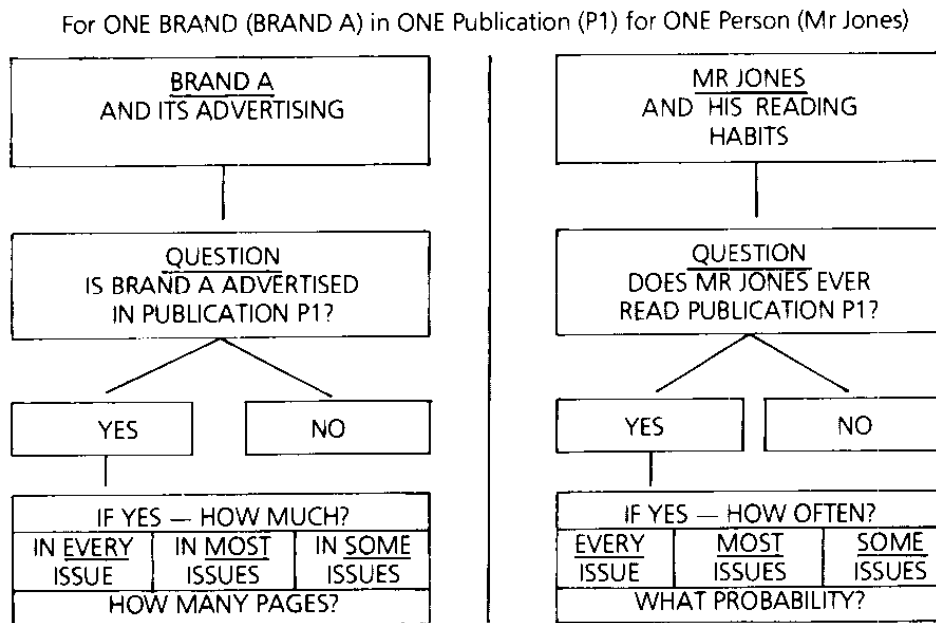 For ONE BRAND (BRAND A) in ONE Publication (P1) for ONE Person (Mr Jones)
BRAND A
AND ITS ADVERTISING
QUESTION
IS BRAND A ADVERTISED
IN PUBLICATION P1?
YES
NO
IF YES — HOW MUCH?
IN EVERY ISSUE
IN MOST ISSUES
IN SOME ISSUES
HOW MANY PAGES?
MR JONES
AND HIS READING
HABITS
QUESTION
DOES MR JONES EVER
READ PUBLICATION P1?
YES
NO
IF YES — HOW OFTEN?
EVERY ISSUE
MOST ISSUES
SOME ISSUES
WHAT PROBABILITY?